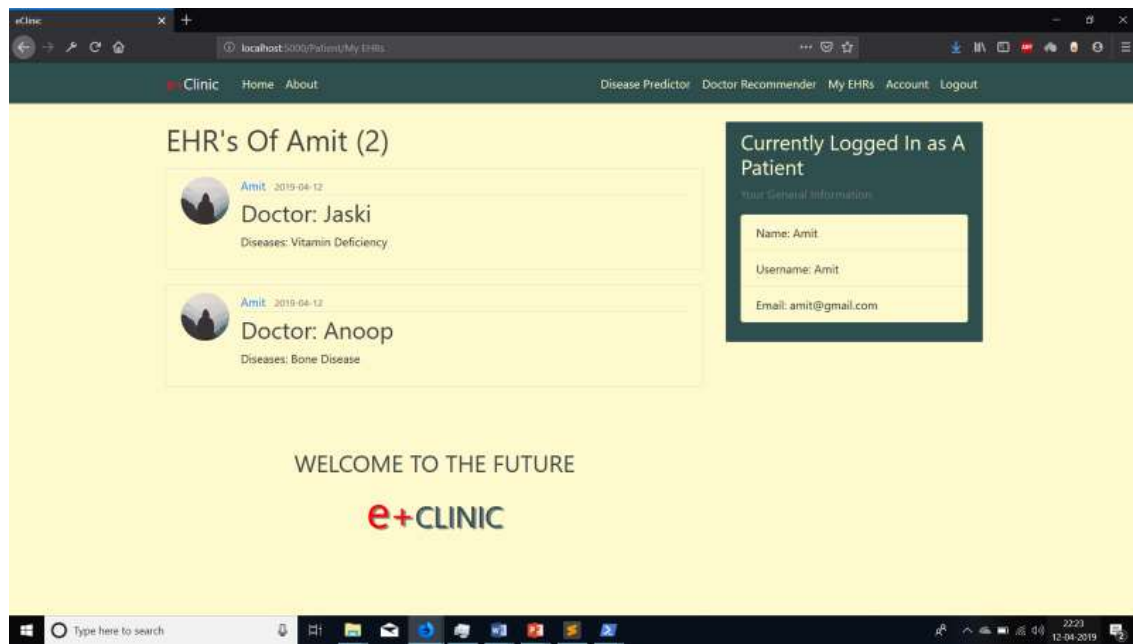 eClinic
localhost:5000/Patient/My EHRs
e+Clinic Home About Disease Predictor Doctor Recommender My EHRs Account Logout
EHR's Of Amit (2)
Amit 2019-04-12
Doctor: Jaski
Diseases: Vitamin Deficiency
Amit 2019-04-12
Doctor: Anoop
Diseases: Bone Disease
Currently Logged In as A
Patient
Your General Information
Name: Amit
Username: Amit
Email: amit@gmail.com
WELCOME TO THE FUTURE
e+CLINIC
Type here to search
22:23
12-04-2019